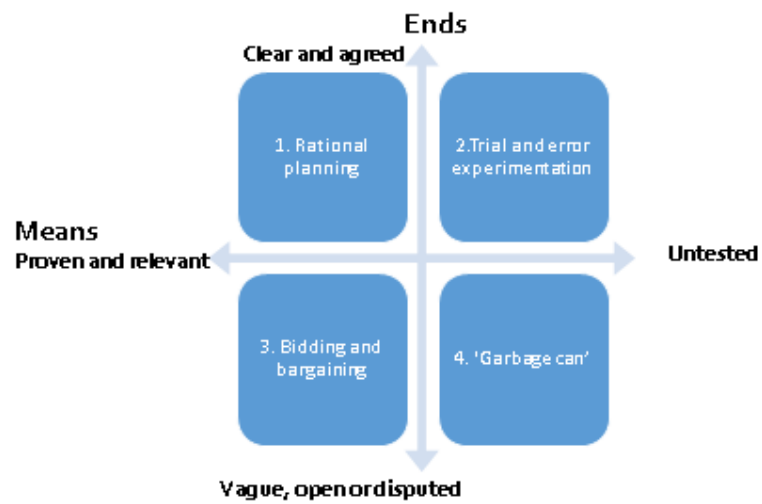 Ends
Clear and agreed
1. Rational
planning
2.Trial and error
experimentation
Means
Proven and relevant
Untested
3. Bidding and
bargaining
4. 'Garbage can’
Vague, open or disputed